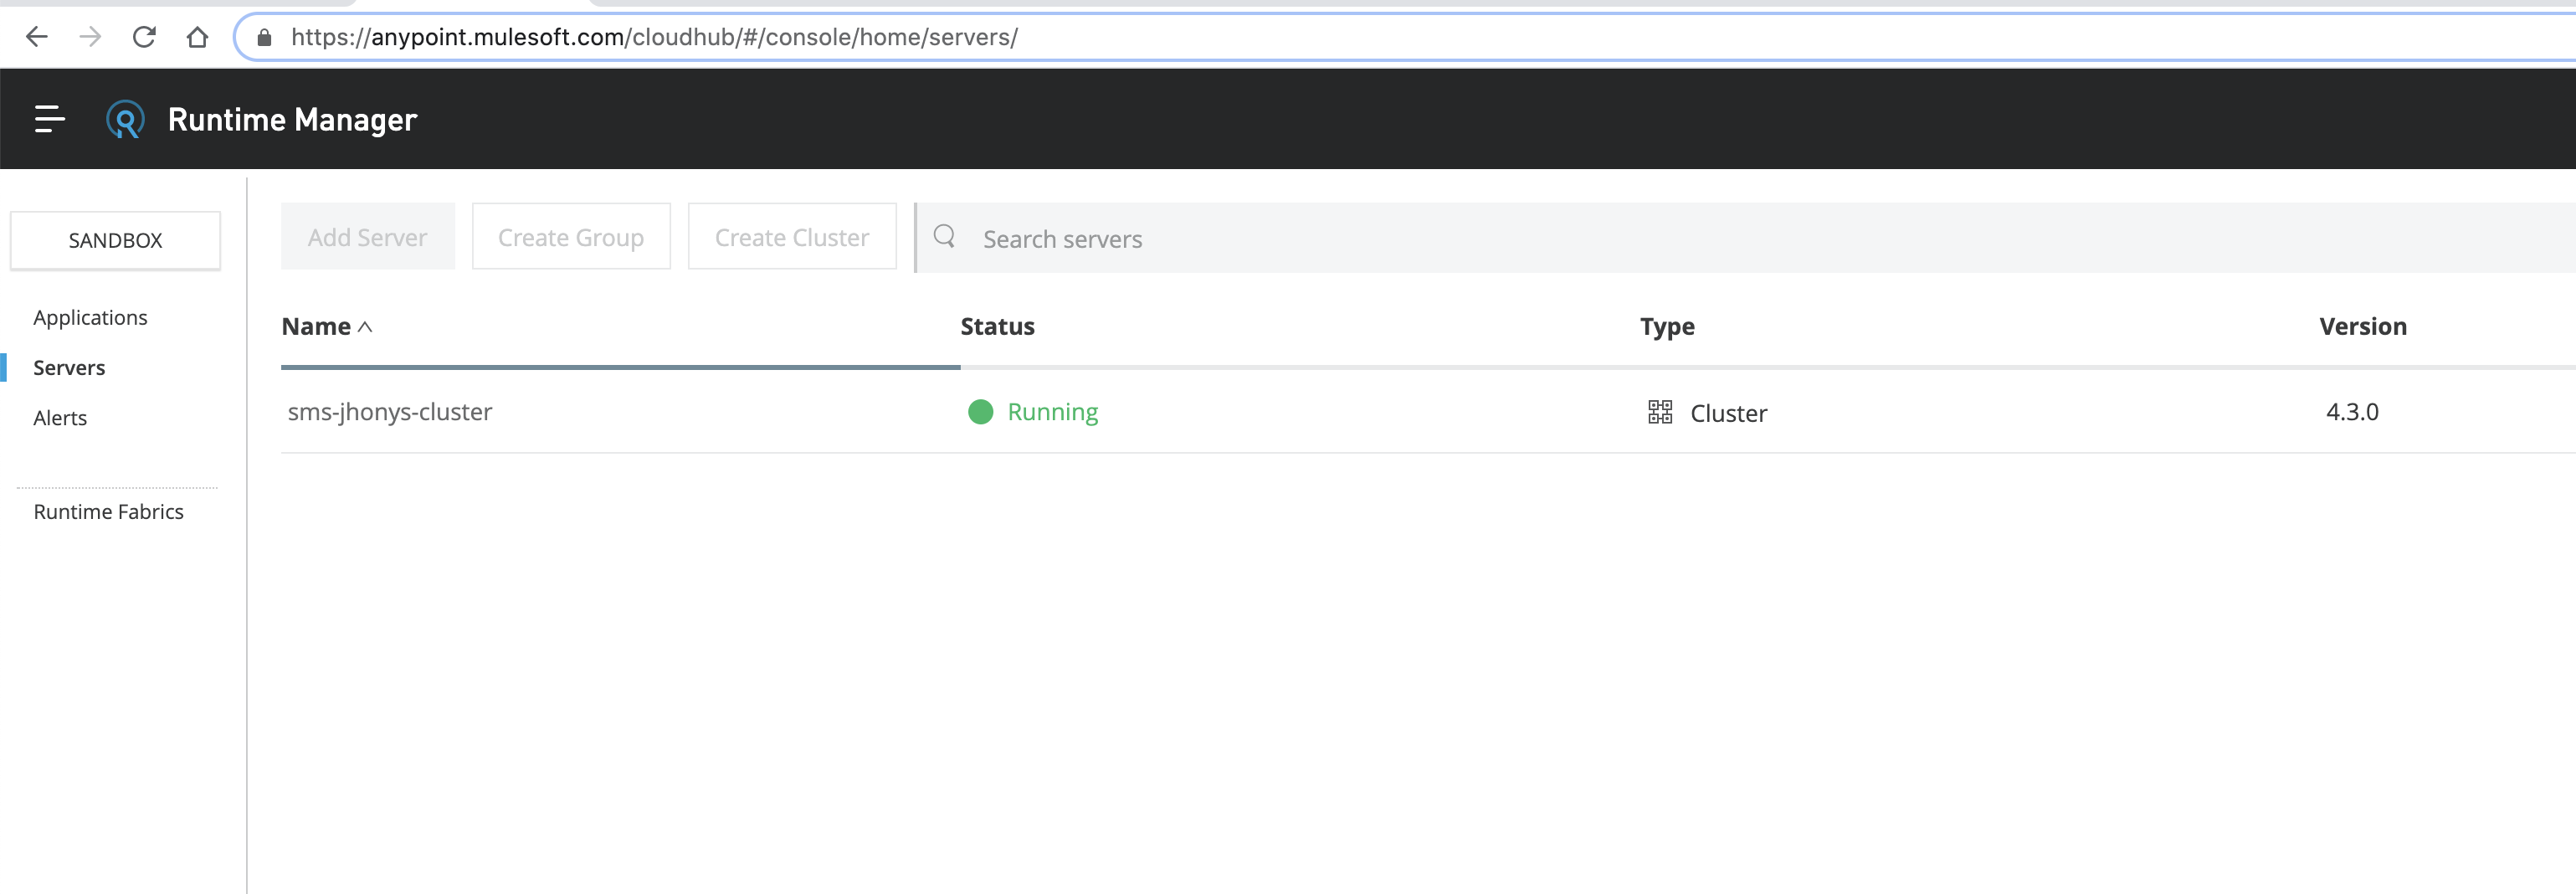 https://anypoint.mulesoft.com/cloudhub/#/console/home/servers/
Runtime Manager
SANDBOX
Applications
Servers
Alerts
Runtime Fabrics
Add Server Create Group Create Cluster Search servers
Name Status Type Version
sms-jhonys-cluster Running Cluster 4.3.0